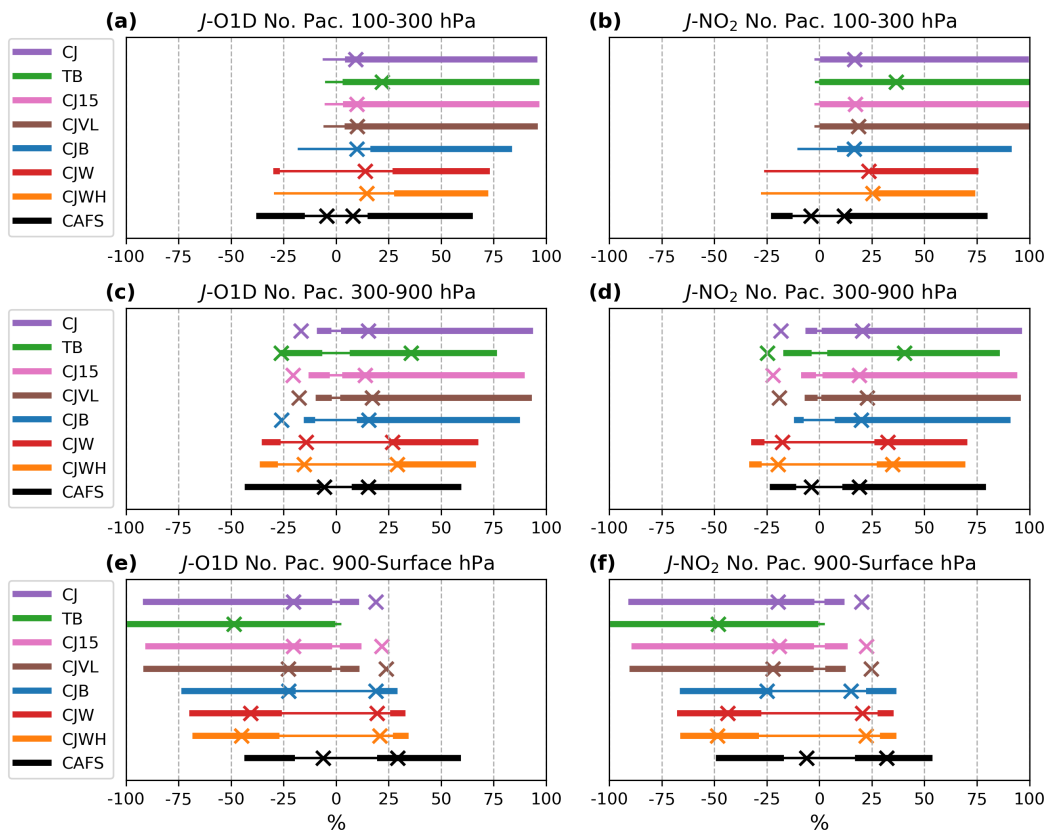 (a) J-O1D No. Pac. 100-300 hPa
(b) J-NO₂ No. Pac. 100-300 hPa
CJ
TB
CJ15
CJVL
CJB
CJW
CJWH
CAFS
-100 -75 -50 -25 0 25 50 75 100
-100 -75 -50 -25 0 25 50 75 100
(c) J-O1D No. Pac. 300-900 hPa
(d) J-NO₂ No. Pac. 300-900 hPa
CJ
TB
CJ15
CJVL
CJB
CJW
CJWH
CAFS
-100 -75 -50 -25 0 25 50 75 100
-100 -75 -50 -25 0 25 50 75 100
(e) J-O1D No. Pac. 900-Surface hPa
(f) J-NO₂ No. Pac. 900-Surface hPa
CJ
TB
CJ15
CJVL
CJB
CJW
CJWH
CAFS
-100 -75 -50 -25 0 25 50 75 100
-100 -75 -50 -25 0 25 50 75 100
%
%